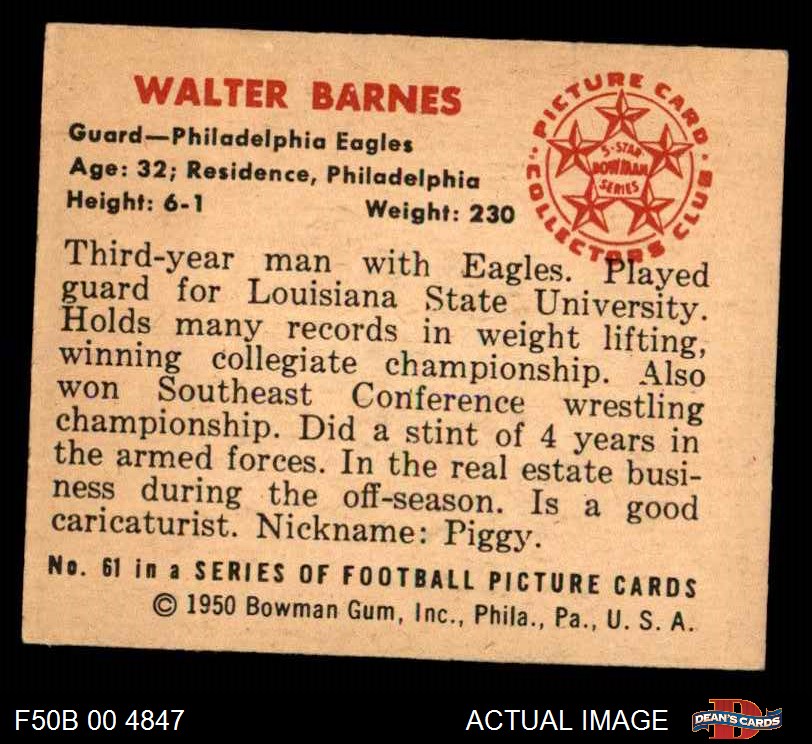 WALTER BARNES
Guard—Philadelphia Eagles
Age: 32; Residence, Philadelphia
Height: 6-1 Weight: 230
PICTURE CARD
COLLECTORS CLUB
5-STAR
BOWMAN
SERIES
Third-year man with Eagles. Played
guard for Louisiana State University.
Holds many records in weight lifting,
winning collegiate championship. Also
won Southeast Conference wrestling
championship. Did a stint of 4 years in
the armed forces. In the real estate busi-
ness during the off-season. Is a good
caricaturist. Nickname: Piggy.
No. 61 in a SERIES OF FOOTBALL PICTURE CARDS
© 1950 Bowman Gum, Inc., Phila., Pa., U. S. A.
F50B 00 4847 ACTUAL IMAGE
D
DEAN'S CARDS